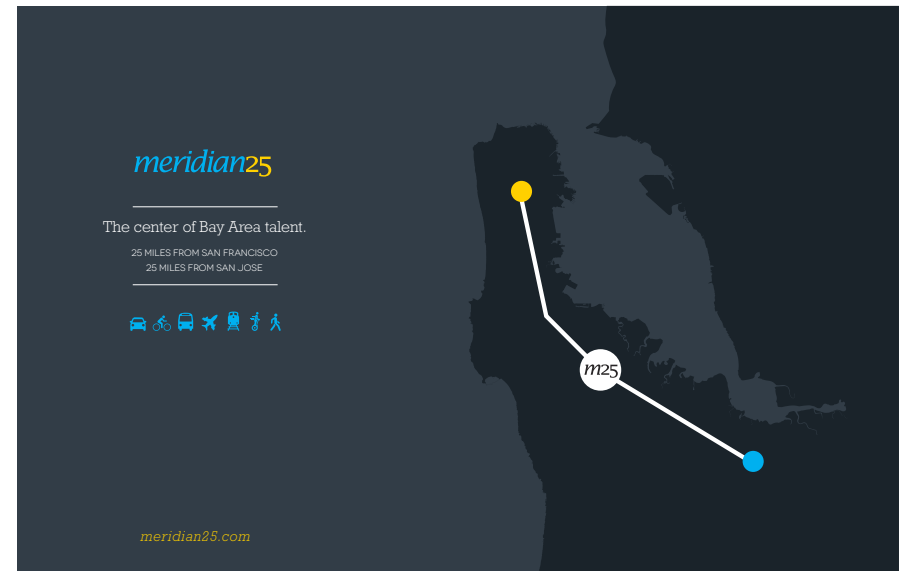 meridian25
The center of Bay Area talent.
25 MILES FROM SAN FRANCISCO
25 MILES FROM SAN JOSE
m25
meridian25.com